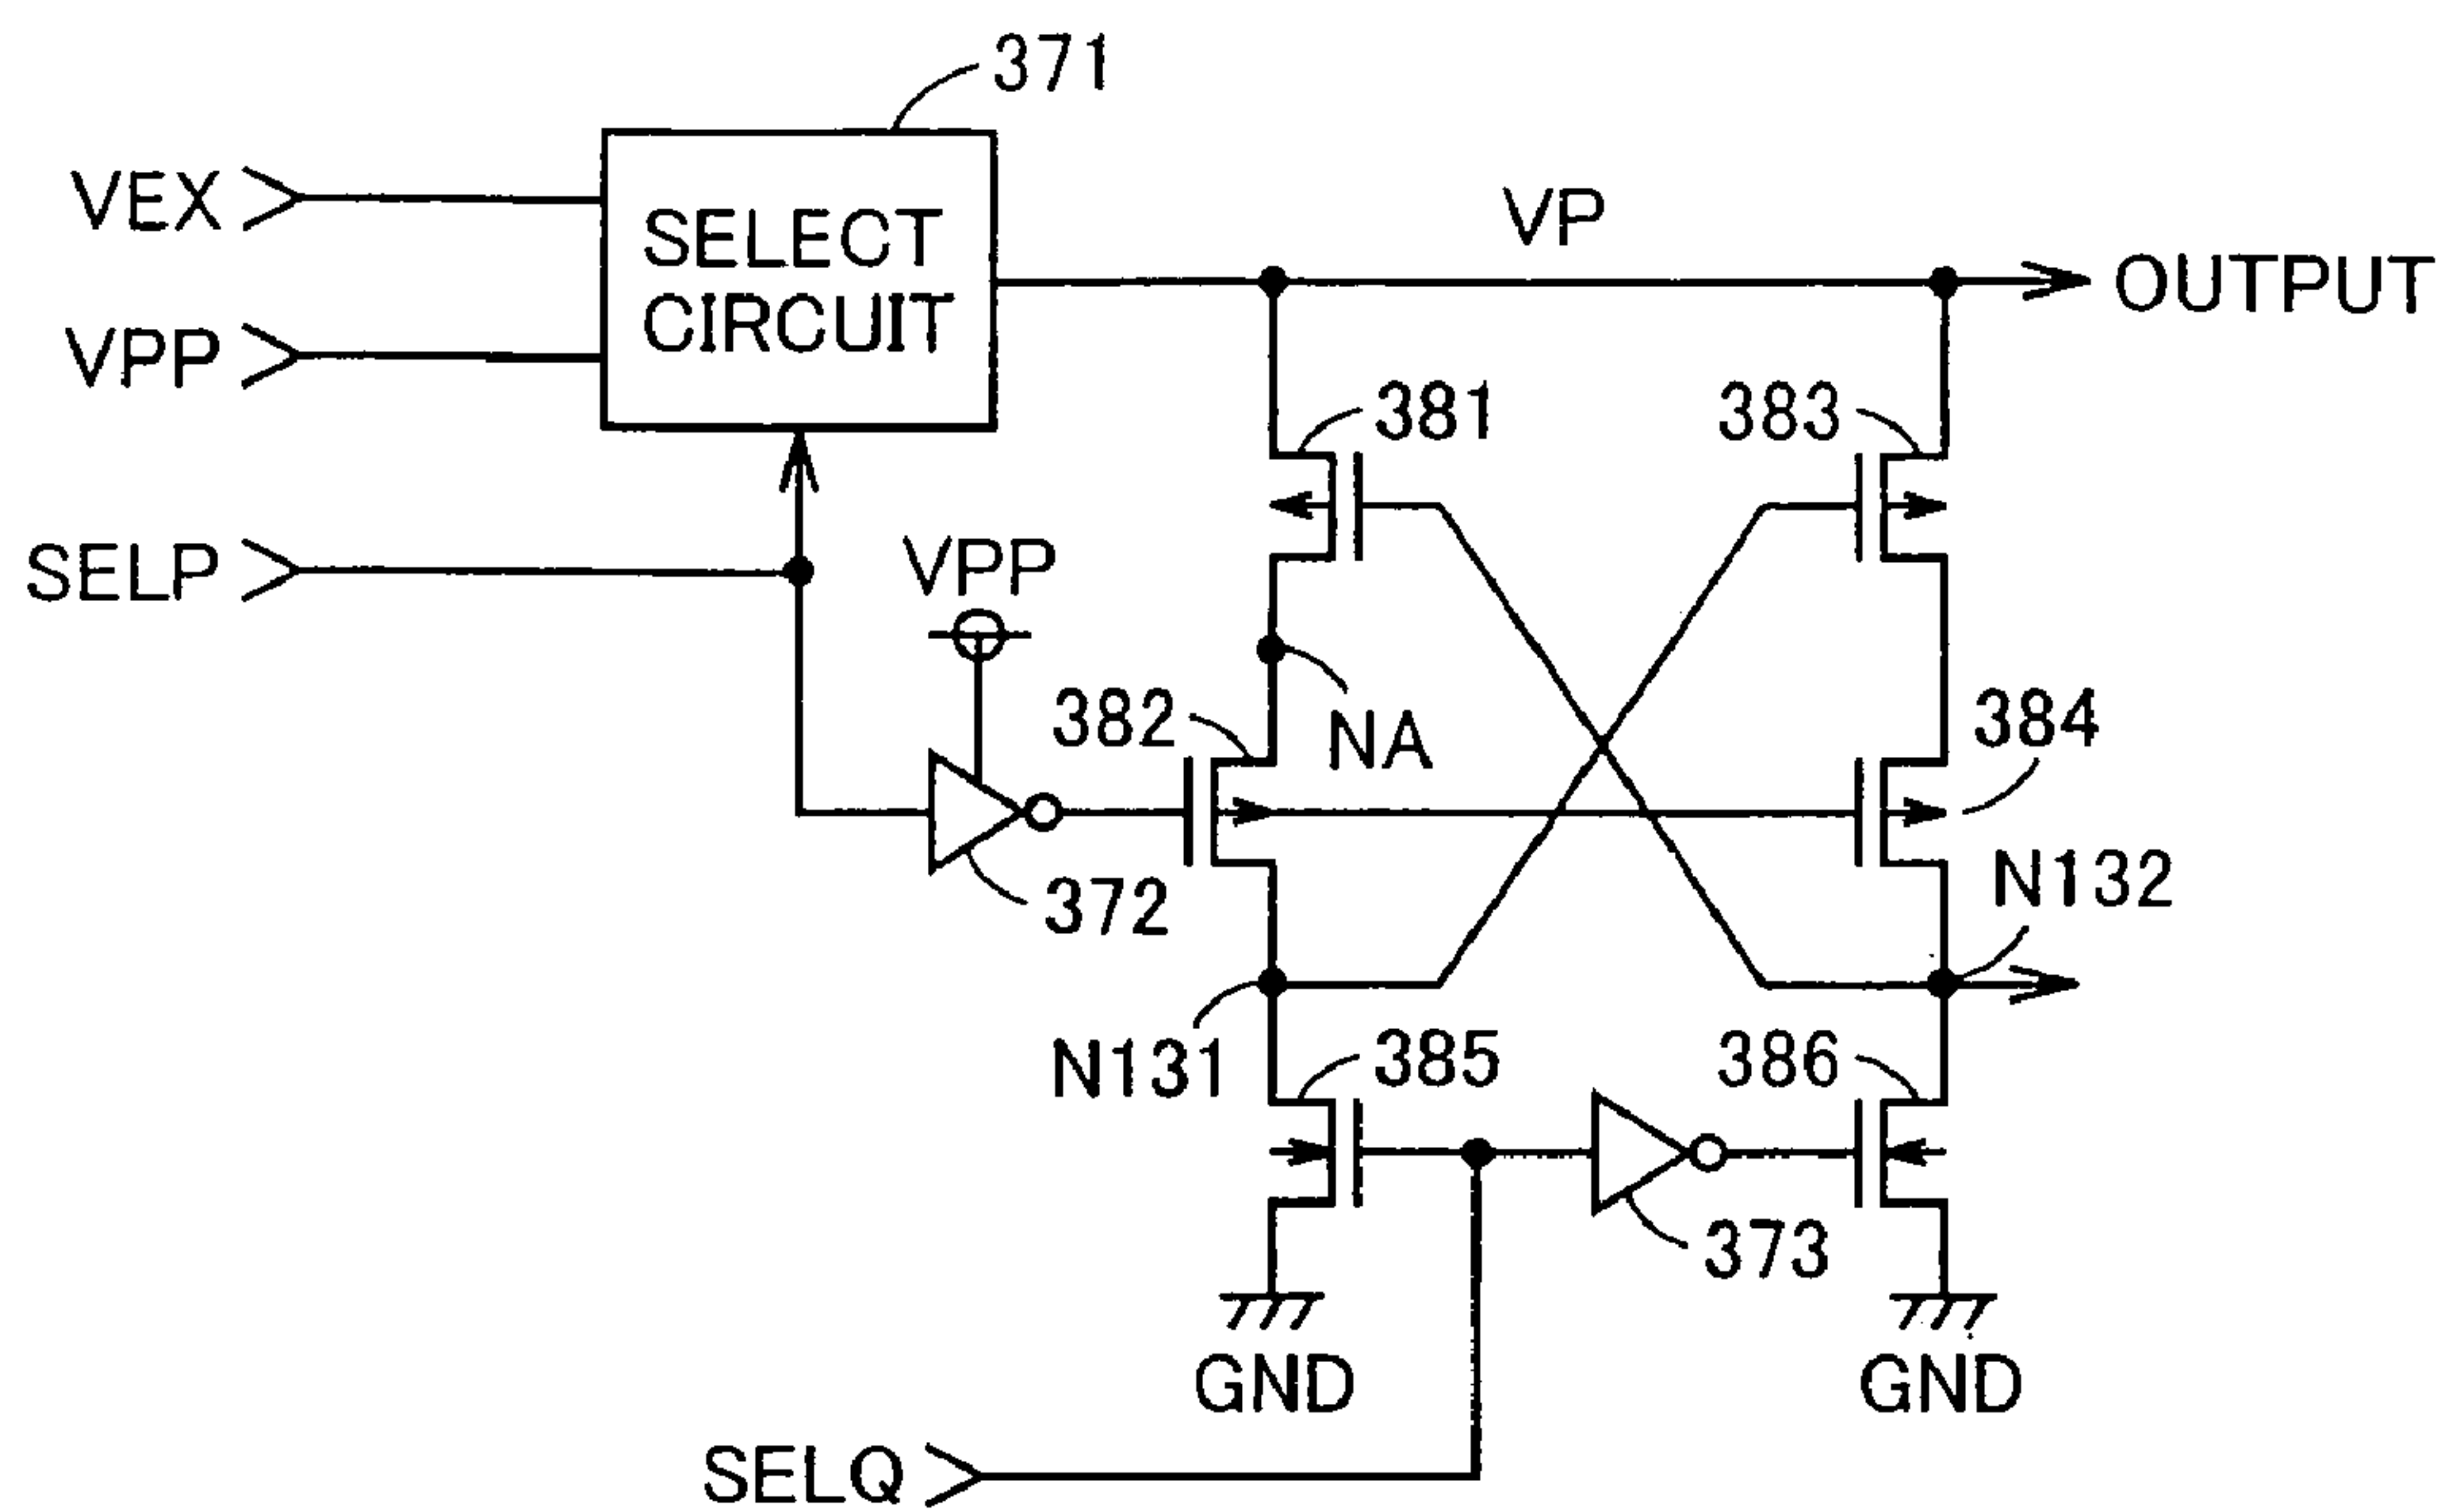 371
VEX
SELECT
CIRCUIT
VP
OUTPUT
VPP
381
383
SELP
VPP
382
NA
384
372
N132
N131
385
386
373
GND
GND
SELQ